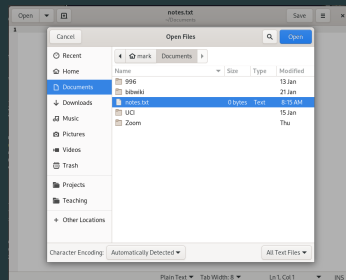 Open
notes.txt
~/Documents
Save
1
Cancel
Open Files
Open
Recent
Home
Documents
Downloads
Music
Pictures
Videos
Trash
Projects
Teaching
+ Other Locations
mark Documents
Name Size Type Modified
996 13 Jan
bibwiki 21 Jan
notes.txt 0 bytes Text 8:15 AM
UCI 15 Jan
Zoom Thu
Character Encoding: Automatically Detected
All Text Files
Plain Text Tab Width: 8 Ln 1, Col 1 INS